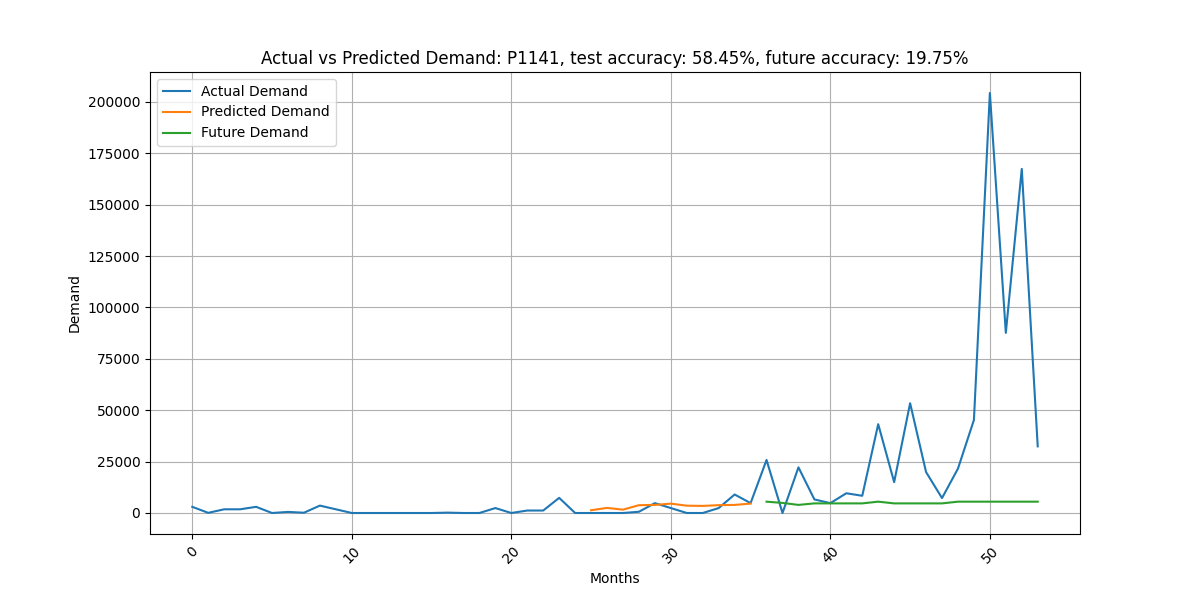 Actual vs Predicted Demand: P1141, test accuracy: 58.45%, future accuracy: 19.75%
Actual Demand
Predicted Demand
Future Demand
200000
175000
150000
125000
100000
75000
50000
25000
0
Demand
0 10 20 30 40 50
Months